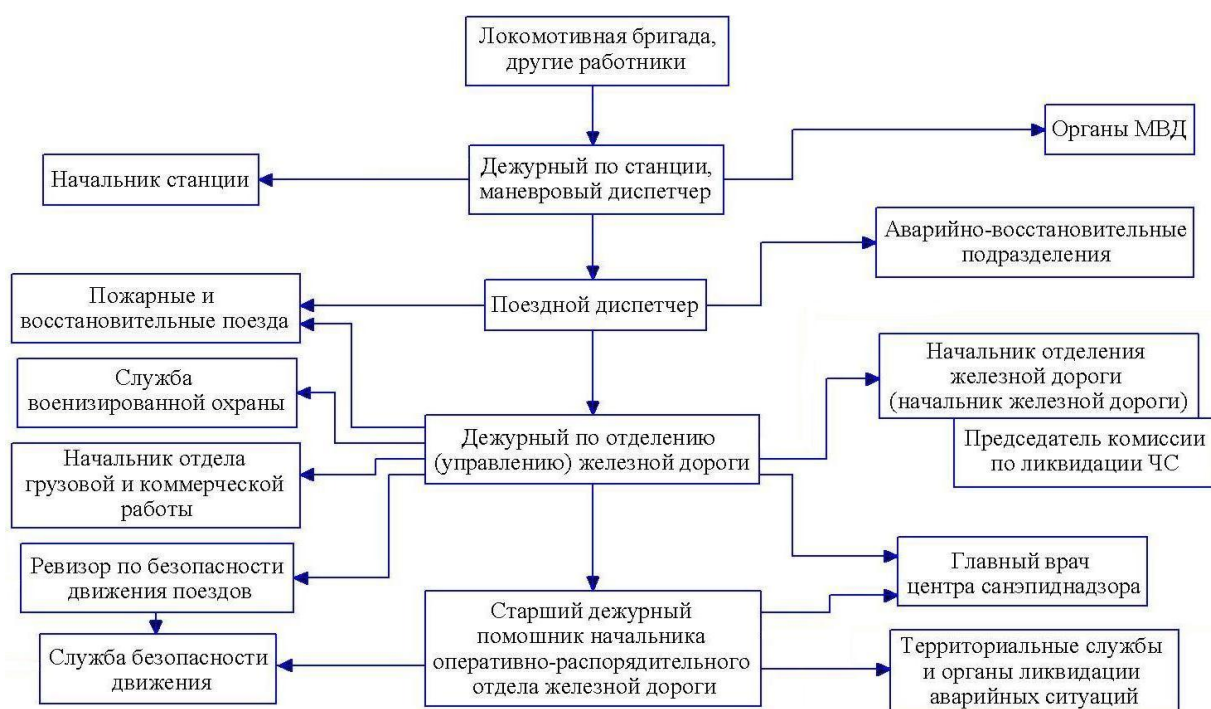 Локомотивная бригада,
другие работники
Органы МВД
Дежурный по станции,
маневровый диспетчер
Начальник станции
Аварийно-восстановительные
подразделения
Пожарные и
восстановительные поезда
Поездной диспетчер
Начальник отделения
железной дороги
(начальник железной дороги)
Служба
военизированной охраны
Председатель комиссии
по ликвидации ЧС
Дежурный по отделению
(управлению) железной дороги
Начальник отдела
грузовой и коммерческой
работы
Ревизор по безопасности
движения поездов
Главный врач
центра санэпиднадзора
Старший дежурный
помошник начальника
оперативно-распорядительного
отдела железной дороги
Служба безопасности
движения
Территориальные службы
и органы ликвидации
аварийных ситуаций